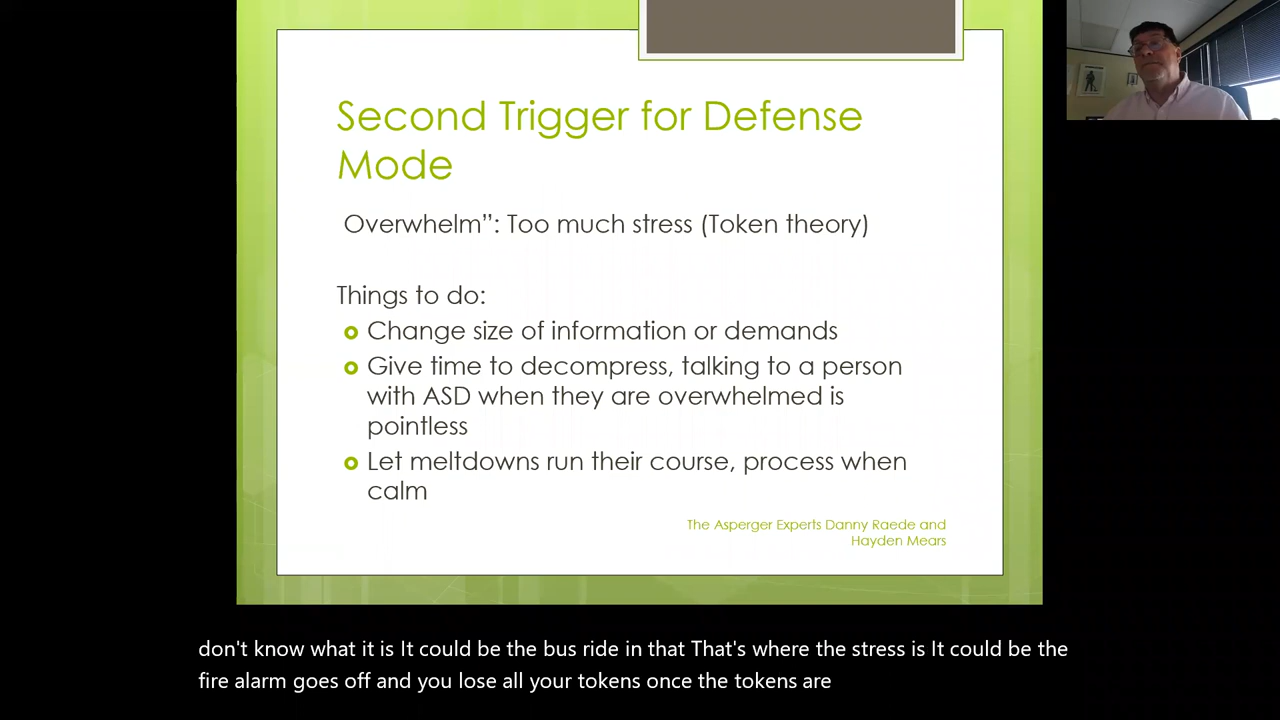 Second Trigger for Defense
Mode
Overwhelm”: Too much stress (Token theory)
Things to do:
Change size of information or demands
Give time to decompress, talking to a person
with ASD when they are overwhelmed is
pointless
Let meltdowns run their course, process when
calm
The Asperger Experts Danny Raede and
Hayden Mears
don't know what it is It could be the bus ride in that That's where the stress is It could be the
fire alarm goes off and you lose all your tokens once the tokens are